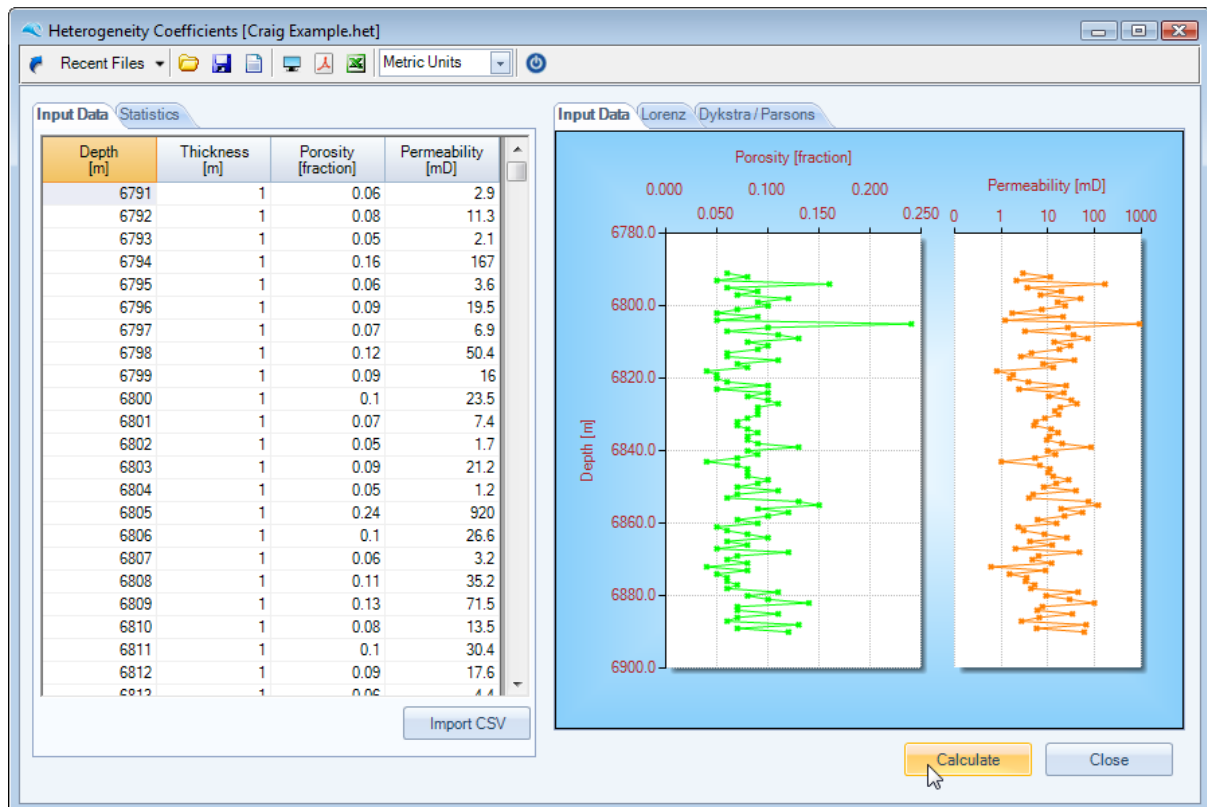 Heterogeneity Coefficients [Craig Example.het]
Recent Files Metric Units
Input Data Statistics
Depth [m] Thickness [m] Porosity [fraction] Permeability [mD]
6791 1 0.06 2.9
6792 1 0.08 11.3
6793 1 0.05 2.1
6794 1 0.16 167
6795 1 0.06 3.6
6796 1 0.09 19.5
6797 1 0.07 6.9
6798 1 0.12 50.4
6799 1 0.09 16
6800 1 0.1 23.5
6801 1 0.07 7.4
6802 1 0.05 1.7
6803 1 0.09 21.2
6804 1 0.05 1.2
6805 1 0.24 920
6806 1 0.1 26.6
6807 1 0.06 3.2
6808 1 0.11 35.2
6809 1 0.13 71.5
6810 1 0.08 13.5
6811 1 0.1 30.4
6812 1 0.09 17.6
6813 1 0.06 4.4
Import CSV
Input Data Lorenz Dykstra / Parsons
Porosity [fraction]
0.000 0.100 0.200
0.050 0.150 0.250
Permeability [mD]
0 1 10 100 1000
Depth [m]
6780.0
6800.0
6820.0
6840.0
6860.0
6880.0
6900.0
Calculate Close